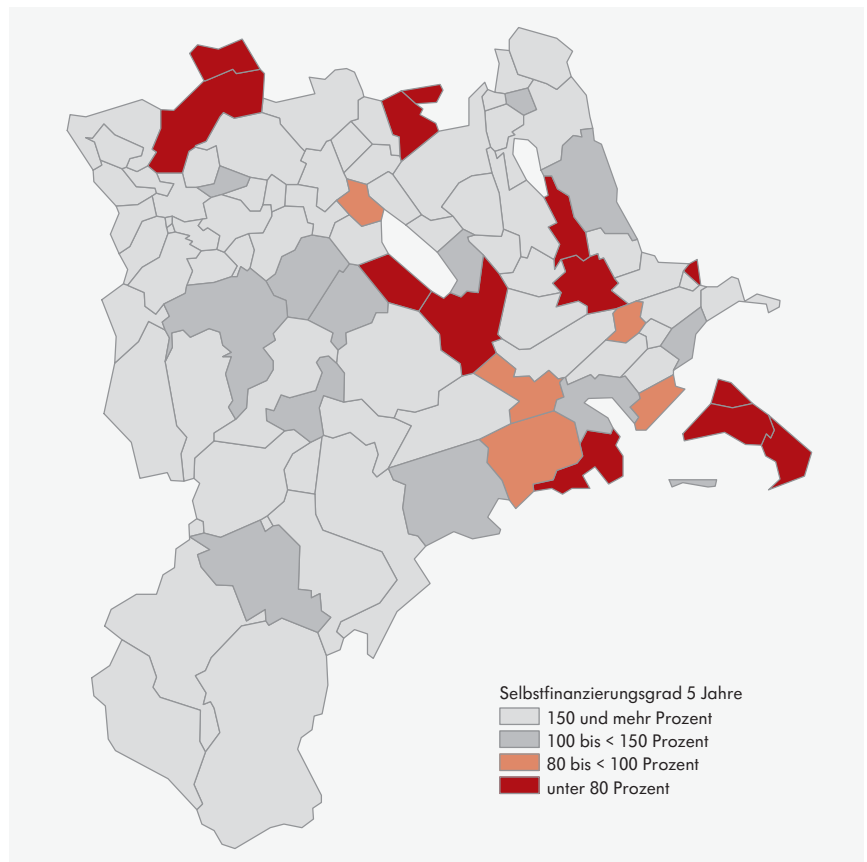 Selbstfinanzierungsgrad 5 Jahre
150 und mehr Prozent
100 bis < 150 Prozent
80 bis < 100 Prozent
unter 80 Prozent